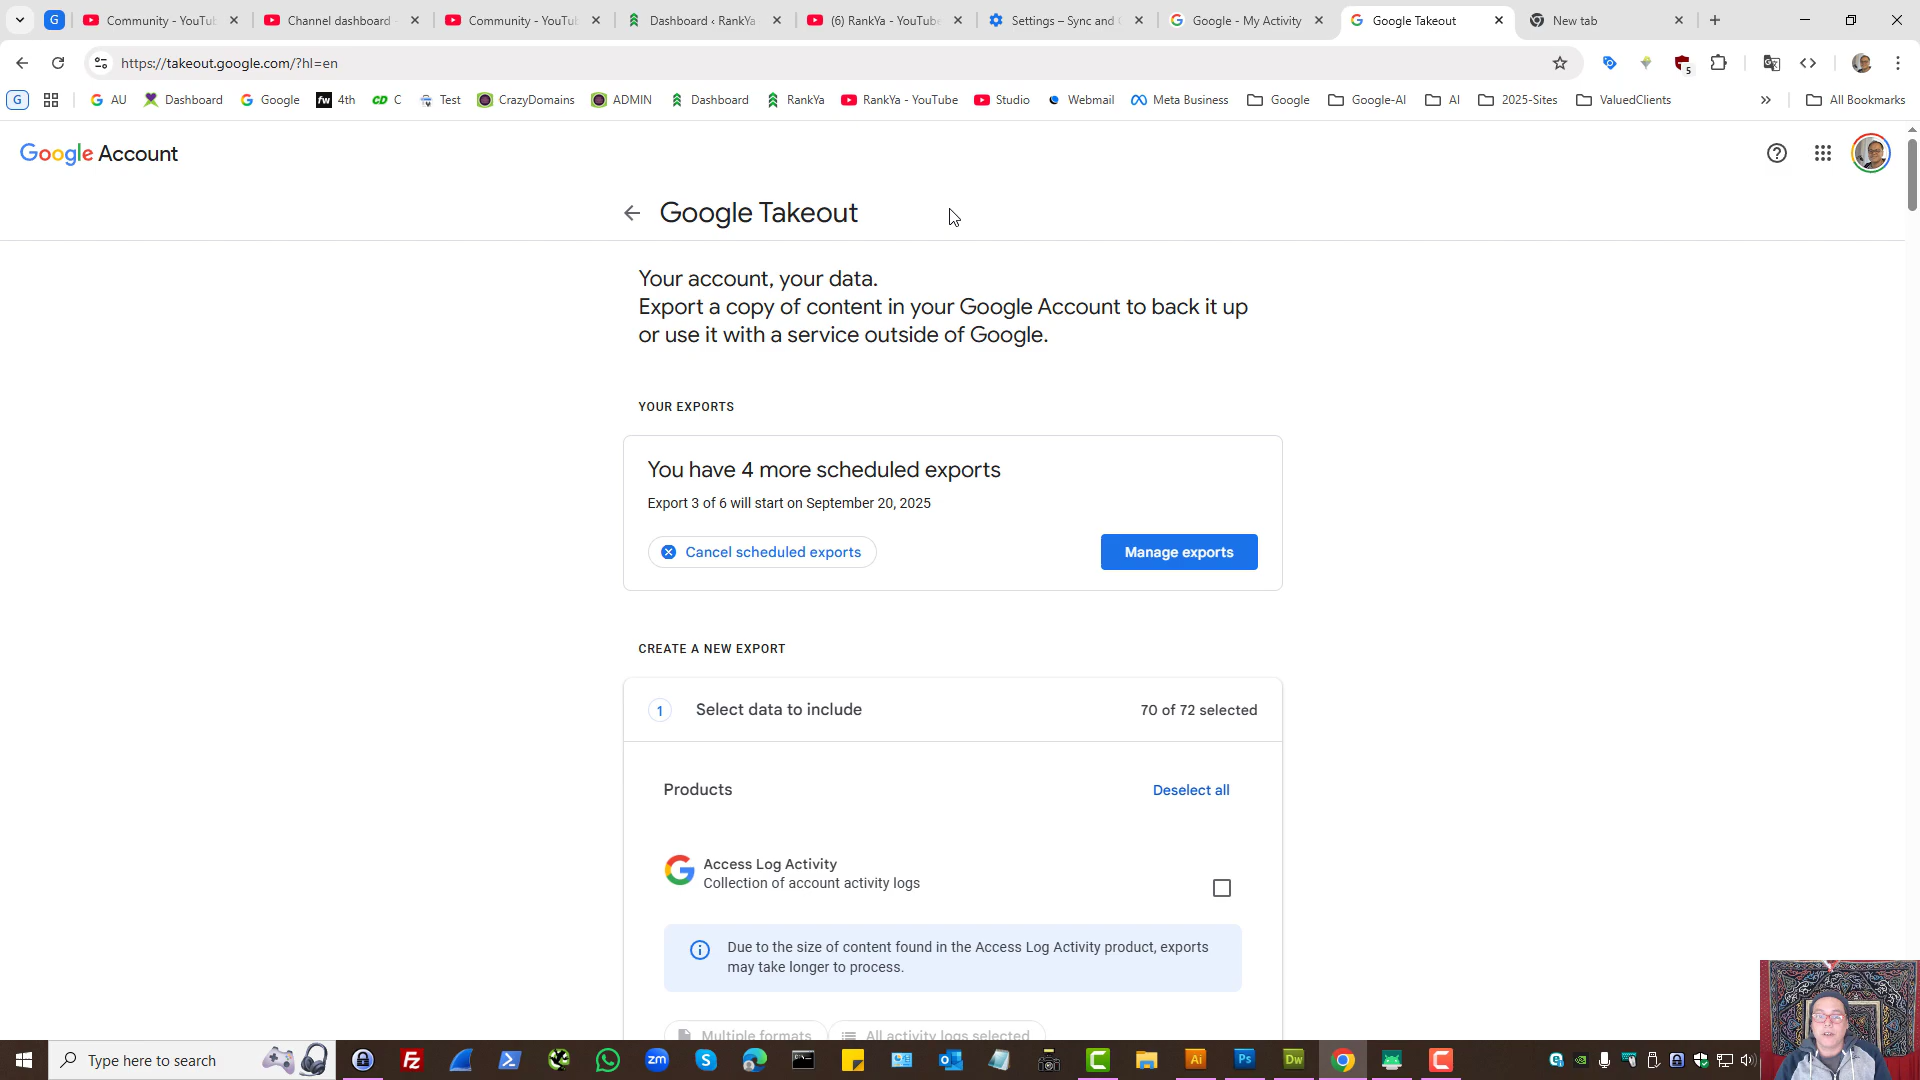 Community - YouTub
Channel dashboard -
Community - YouTub
Dashboard ‹ RankYa
(6) RankYa - YouTube
Settings – Sync and G
Google - My Activity
Google Takeout
New tab
https://takeout.google.com/?hl=en
5
G
AU
Dashboard
Google
4th
C
Test
CrazyDomains
ADMIN
Dashboard
RankYa
RankYa - YouTube
Studio
Webmail
Meta Business
Google
Google-AI
AI
2025-Sites
ValuedClients
All Bookmarks
Google Account
Google Takeout
Your account, your data.
Export a copy of content in your Google Account to back it up
or use it with a service outside of Google.
YOUR EXPORTS
You have 4 more scheduled exports
Export 3 of 6 will start on September 20, 2025
Cancel scheduled exports
Manage exports
CREATE A NEW EXPORT
1
Select data to include
70 of 72 selected
Products
Deselect all
Access Log Activity
Collection of account activity logs
Due to the size of content found in the Access Log Activity product, exports
may take longer to process.
Multiple formats
All activity logs selected
Type here to search